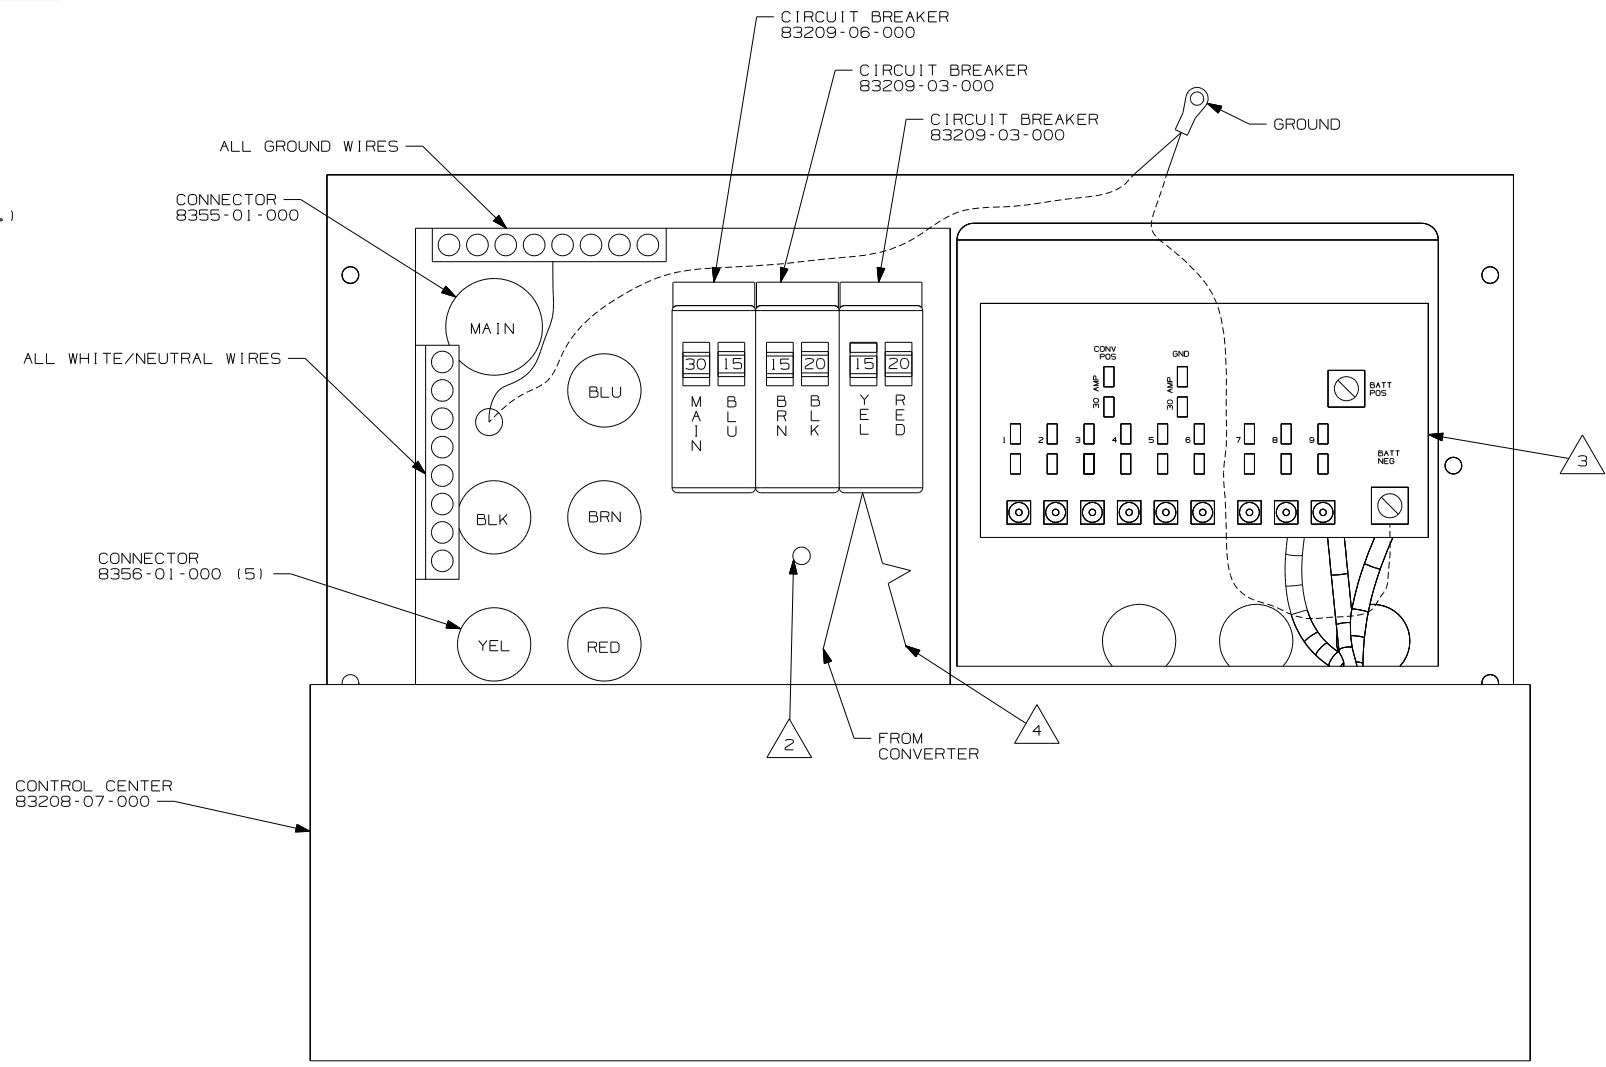 CIRCUIT BREAKER
83209-06-000
CIRCUIT BREAKER
83209-03-000
CIRCUIT BREAKER
83209-03-000
GROUND
ALL GROUND WIRES
CONNECTOR
8355-01-000
.)
MAIN
ALL WHITE/NEUTRAL WIRES
BLU
30 15 15 20 15 20
MAIN BLU BRN BLK YEL RED
CONV
POS
GND
30 AMP
30 AMP
BATT
POS
1 2 3 4 5 6 7 8 9
BATT
NEG
3
BLK
BRN
CONNECTOR
8356-01-000 (5)
YEL
RED
2
FROM
CONVERTER
4
CONTROL CENTER
83208-07-000